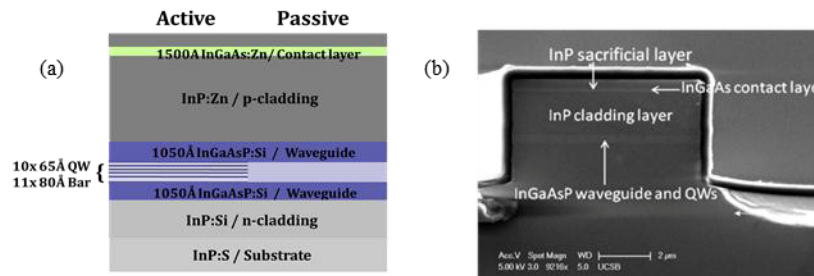 Active Passive
(a)
1500A InGaAs:Zn/ Contact layer
InP:Zn / p-cladding
1050Å InGaAsP:Si / Waveguide
10x 65Å QW
11x 80Å Bar
1050Å InGaAsP:Si / Waveguide
InP:Si / n-cladding
InP:S / Substrate
(b)
InP sacrificial layer
InGaAs contact laye
InP cladding layer
InGaAsP waveguide and QWs
Acc.V Spot Magn WD 2 µm
5.00 kV 3.0 9216x 5.0 UCSB